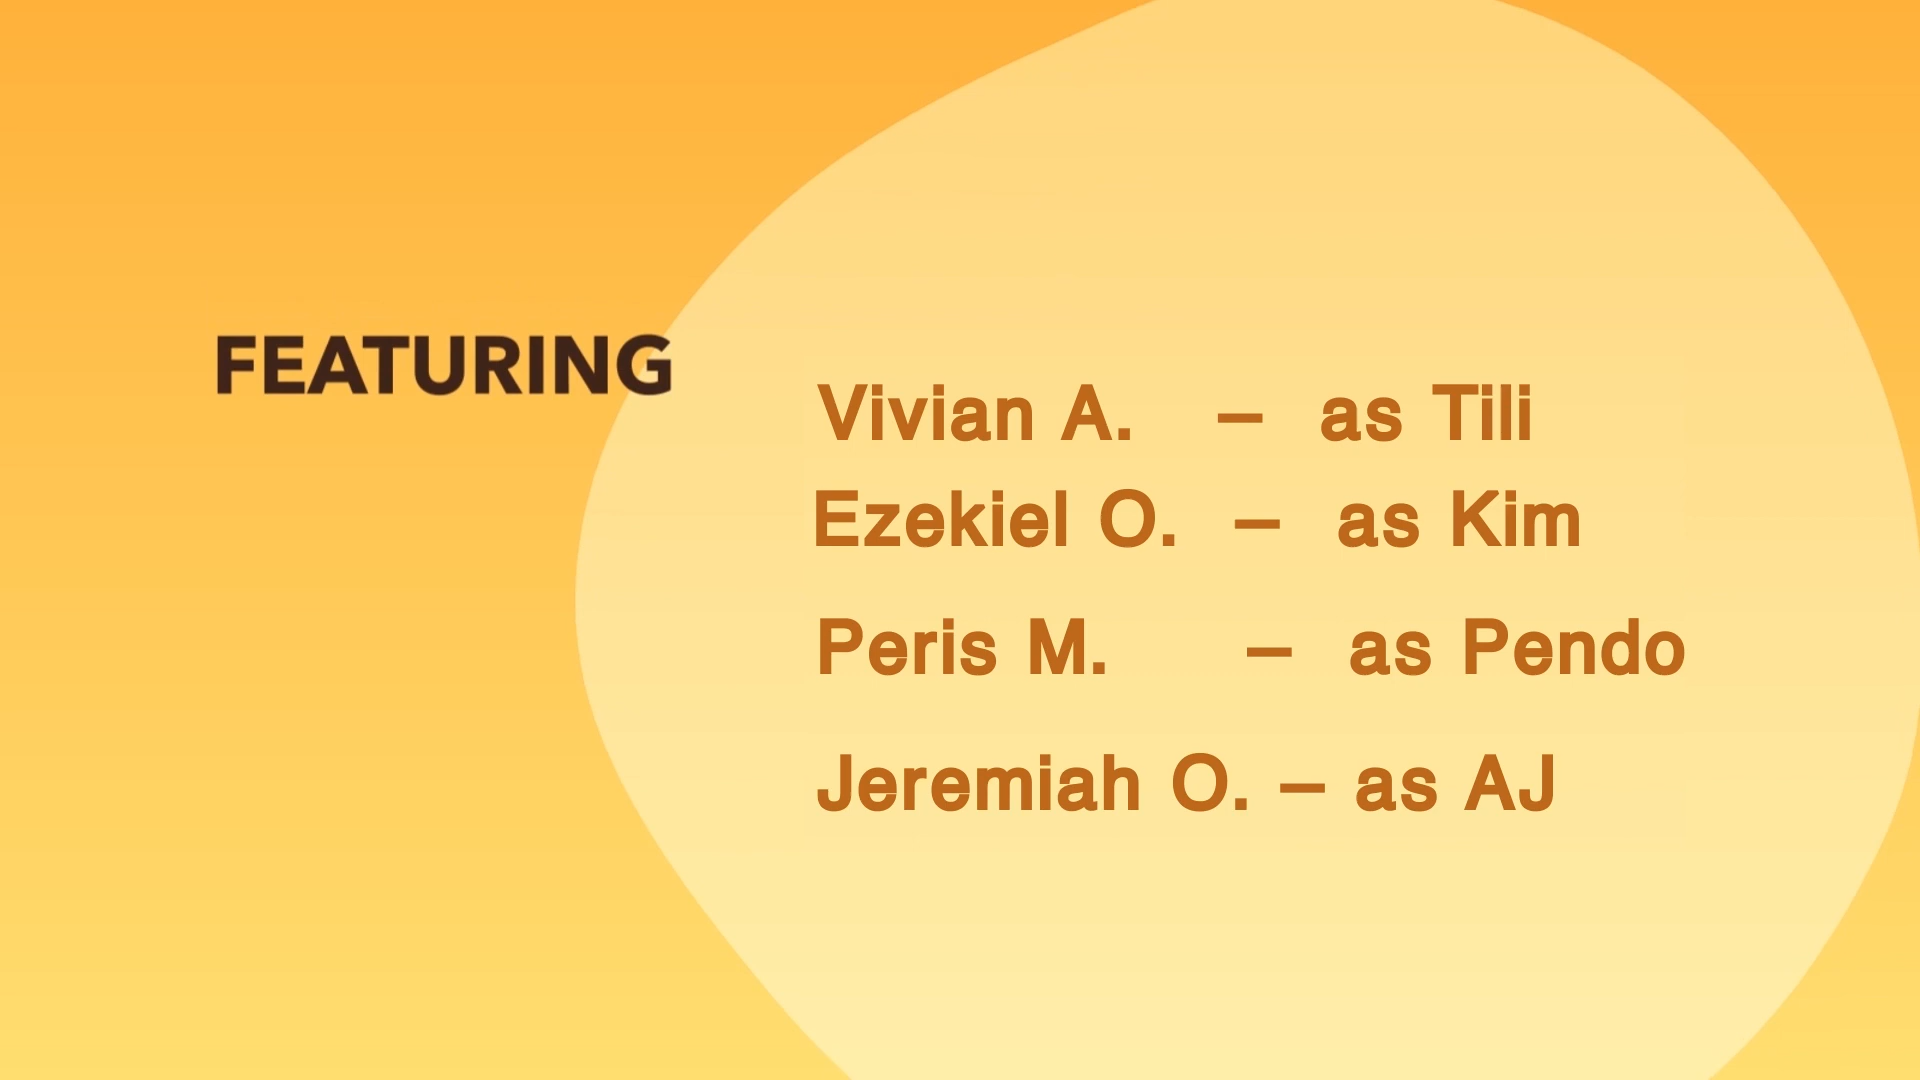 FEATURING
Vivian A. – as Tili
Ezekiel O. – as Kim
Peris M. – as Pendo
Jeremiah O. – as AJ